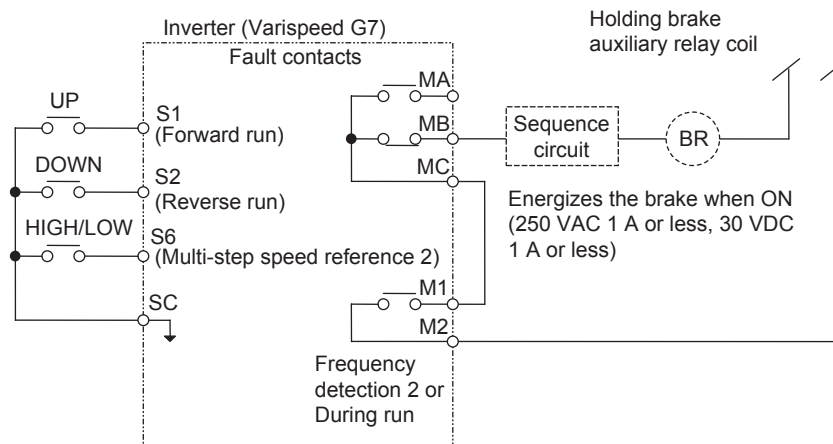 Inverter (Varispeed G7)
Fault contacts
Holding brake
auxiliary relay coil
UP
S1
(Forward run)
DOWN
S2
(Reverse run)
HIGH/LOW
S6
(Multi-step speed reference 2)
SC
MA
MB
MC
Sequence
circuit
BR
Energizes the brake when ON
(250 VAC 1 A or less, 30 VDC
1 A or less)
M1
M2
Frequency
detection 2 or
During run